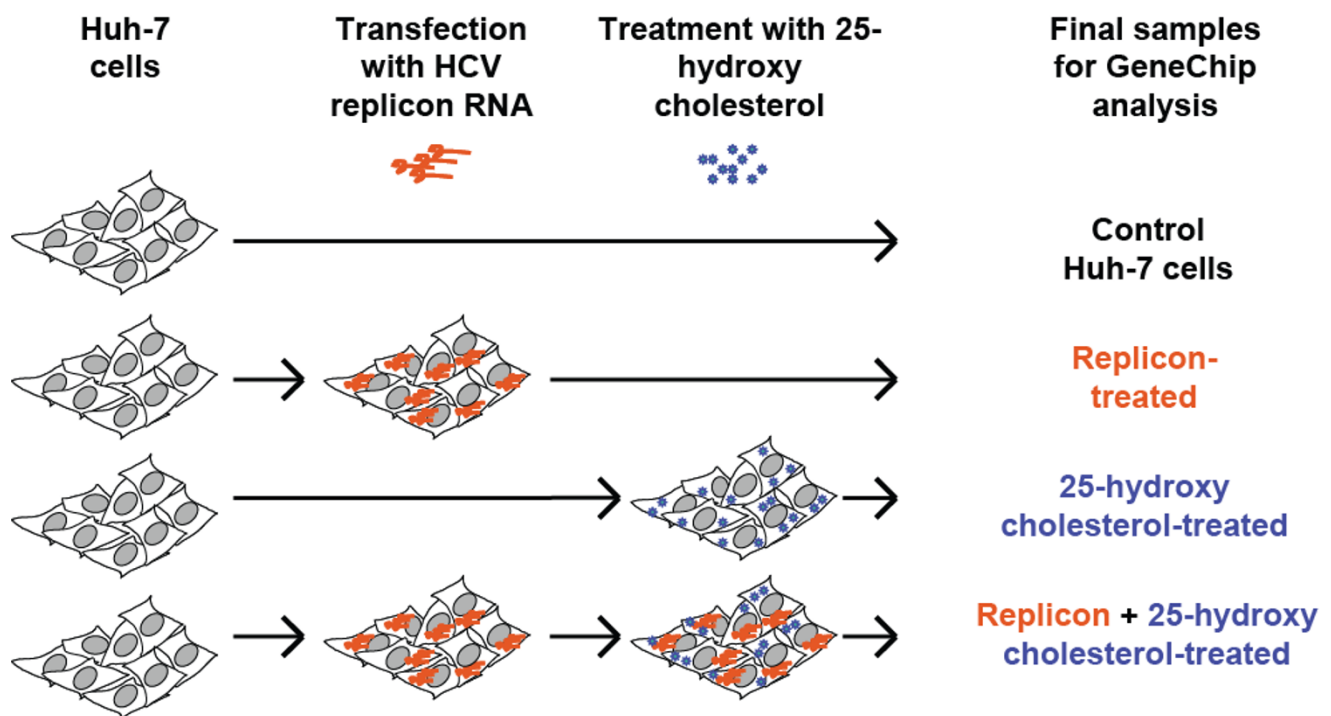 Huh-7
cells
Transfection
with HCV
replicon RNA
Treatment with 25-
hydroxy
cholesterol
Final samples
for GeneChip
analysis
Control
Huh-7 cells
Replicon-
treated
25-hydroxy
cholesterol-treated
Replicon + 25-hydroxy
cholesterol-treated